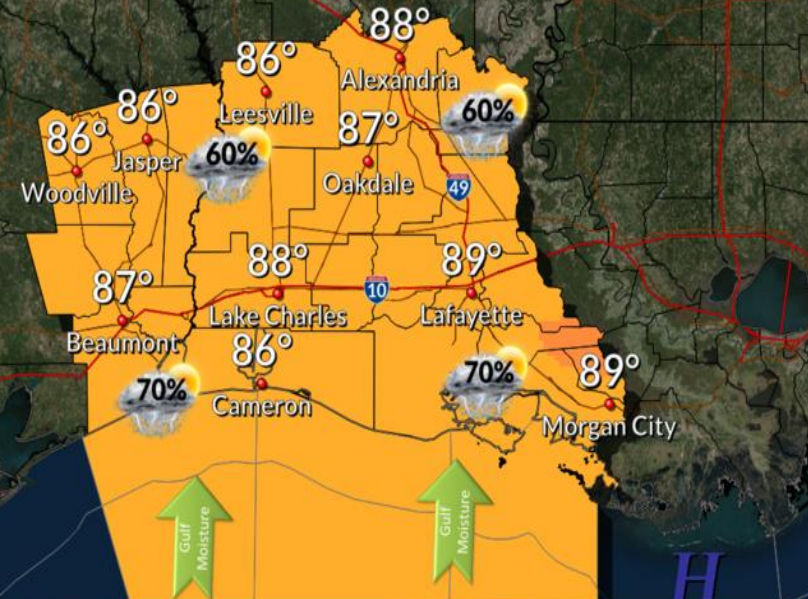 88°
Alexandria
86°
Leesville
60%
86°
Jasper
86°
Woodville
60%
87°
Oakdale
49
88°
Lake Charles
10
89°
Lafayette
87°
Beaumont
86°
Cameron
70%
70%
89°
Morgan City
Gulf
Moisture
Gulf
Moisture
H